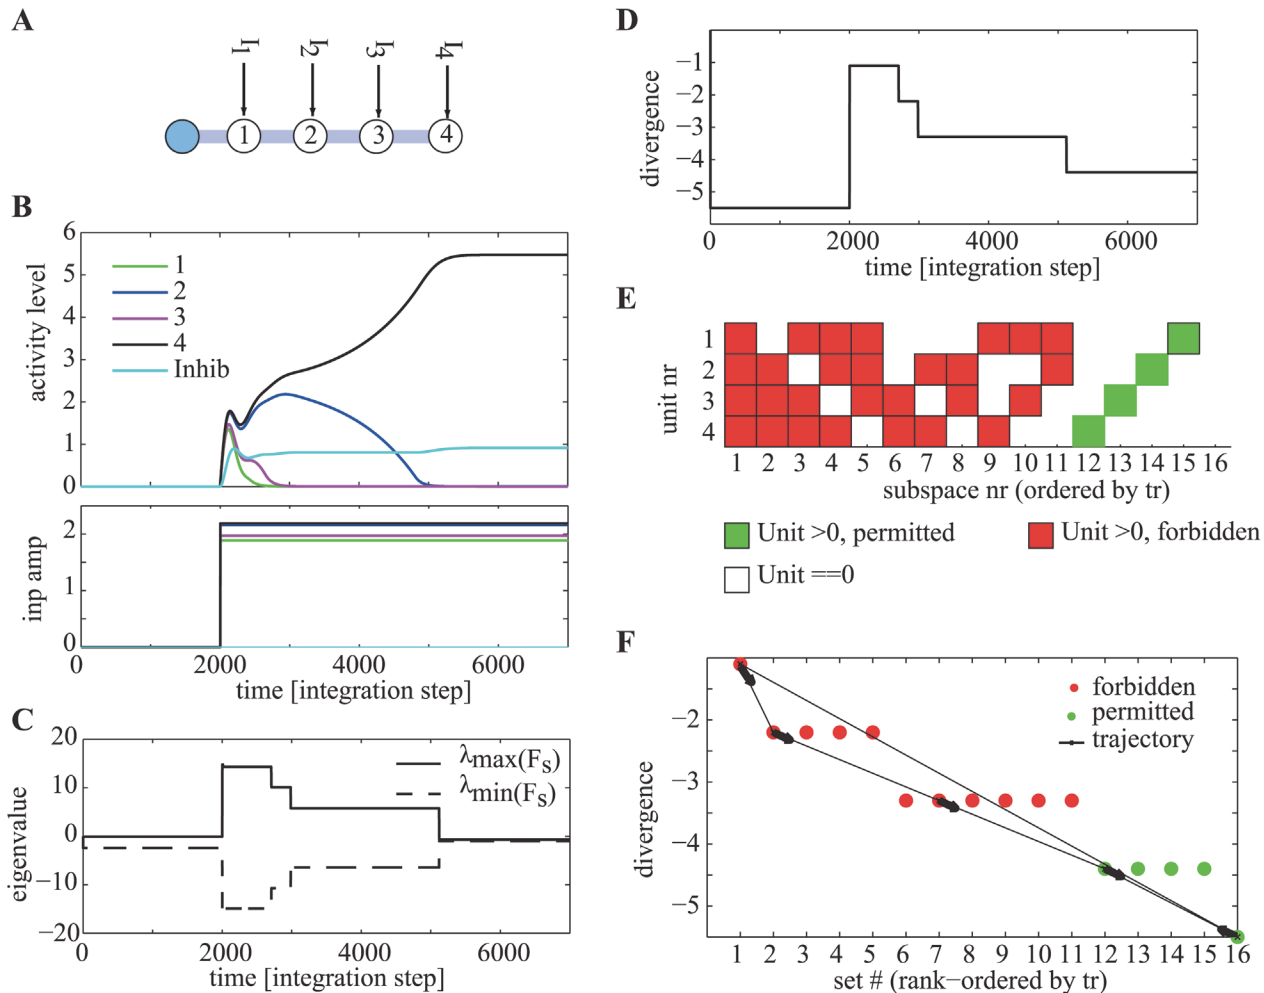 A
I1
I2
I3
I4
1
2
3
4
B
activity level
6
5
4
3
2
1
0
1
2
3
4
Inhib
inp amp
2
1
0
0
2000
4000
6000
time [integration step]
C
eigenvalue
20
10
0
−10
−20
λmax(Fs)
λmin(Fs)
0
2000
4000
6000
time [integration step]
D
divergence
−1
−2
−3
−4
−5
0
2000
4000
6000
time [integration step]
E
unit nr
1
2
3
4
1 2 3 4 5 6 7 8 9 10 11 12 13 14 15 16
subspace nr (ordered by tr)
Unit >0, permitted
Unit >0, forbidden
Unit ==0
F
divergence
−2
−3
−4
−5
forbidden
permitted
trajectory
1 2 3 4 5 6 7 8 9 10 11 12 13 14 15 16
set # (rank−ordered by tr)